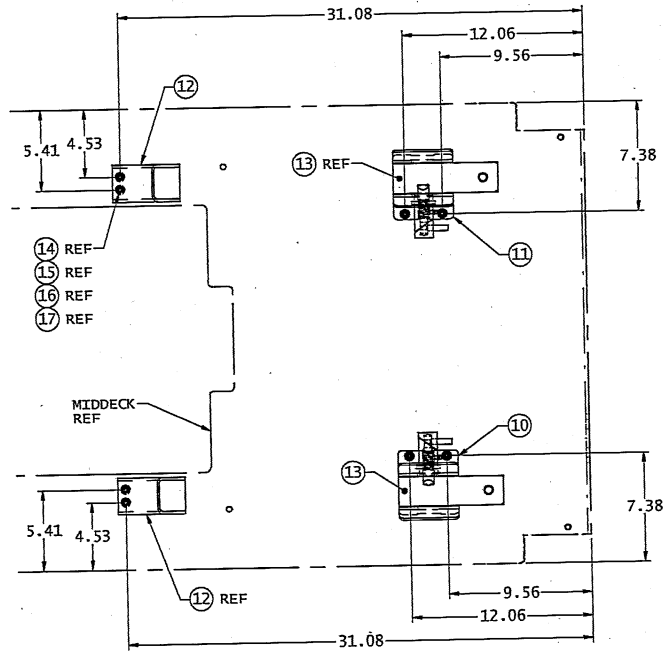 31.08
12.06
9.56
12
5.41
4.53
7.38
13 REF
14 REF
15 REF
16 REF
17 REF
11
MIDDECK
REF
10
13
5.41
4.53
7.38
12 REF
9.56
12.06
31.08